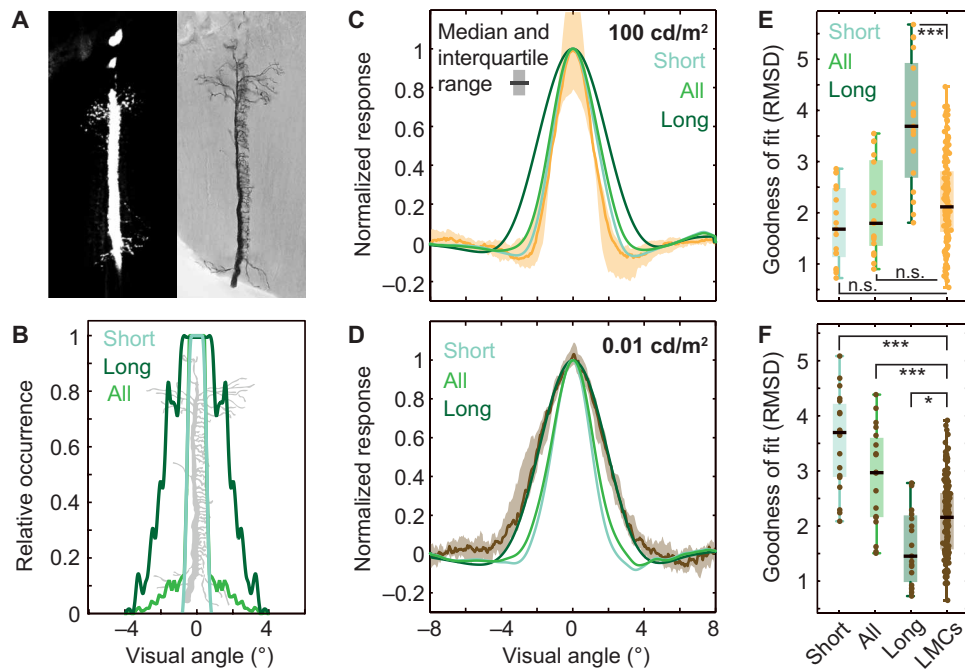 A
B
Short
Long
All
Relative occurrence
1
0.8
0.6
0.4
0.2
0
−4
0
4
Visual angle (°)
C
Median and
interquartile
range
100 cd/m²
Short
All
Long
Normalized response
1
0.8
0.6
0.4
0.2
0
−0.2
D
0.01 cd/m²
Short
All
Long
Normalized response
1
0.8
0.6
0.4
0.2
0
−0.2
−8
−4
0
4
8
Visual angle (°)
E
Short
All
Long
***
n.s.
n.s.
Goodness of fit (RMSD)
5
4
3
2
1
F
***
***
*
Goodness of fit (RMSD)
5
4
3
2
1
Short
All
Long
LMCs